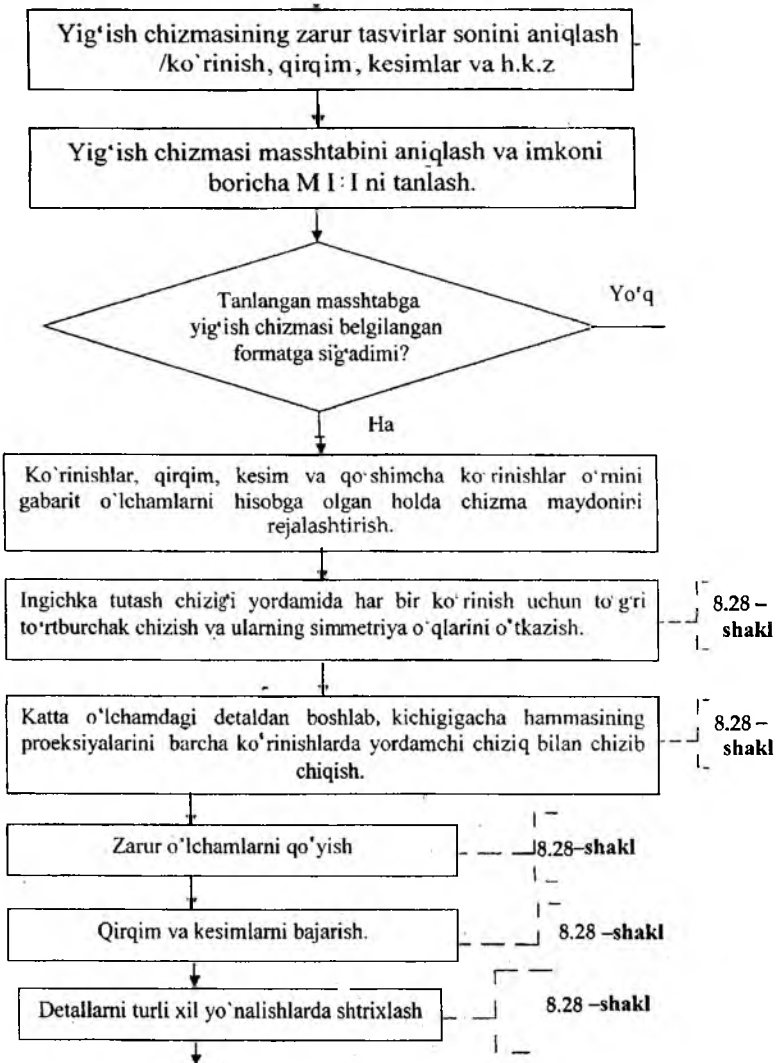 Yig‘ish chizmasining zarur tasvirlar sonini aniqlash
/ko`rinish, qirqim, kesimlar va h.k.z
Yig‘ish chizmasi masshtabini aniqlash va imkoni
boricha M I : I ni tanlash.
Tanlangan masshtabga
yig‘ish chizmasi belgilangan
formatga sig‘adimi?
Yo‘q
Ha
Ko`rinishlar, qirqim, kesim va qo‘shimcha ko‘rinishlar o‘rnini
gabarit o`lchamlarni hisobga olgan holda chizma maydonini
rejalashtirish.
Ingichka tutash chizig‘i yordamida har bir ko‘rinish uchun to‘g‘ri
to‘rtburchak chizish va ularning simmetriya o`qlarini o‘tkazish.
8.28 –
shakl
Katta o‘lchamdagi detaldan boshlab, kichigigacha hammasining
proeksiyalarini barcha ko‘rinishlarda yordamchi chiziq bilan chizib
chiqish.
8.28 –
shakl
Zarur o`lchamlarni qo‘yish
8.28–shakl
Qirqim va kesimlarni bajarish.
8.28 –shakl
Detallarni turli xil yo`nalishlarda shtrixlash
8.28 –shakl